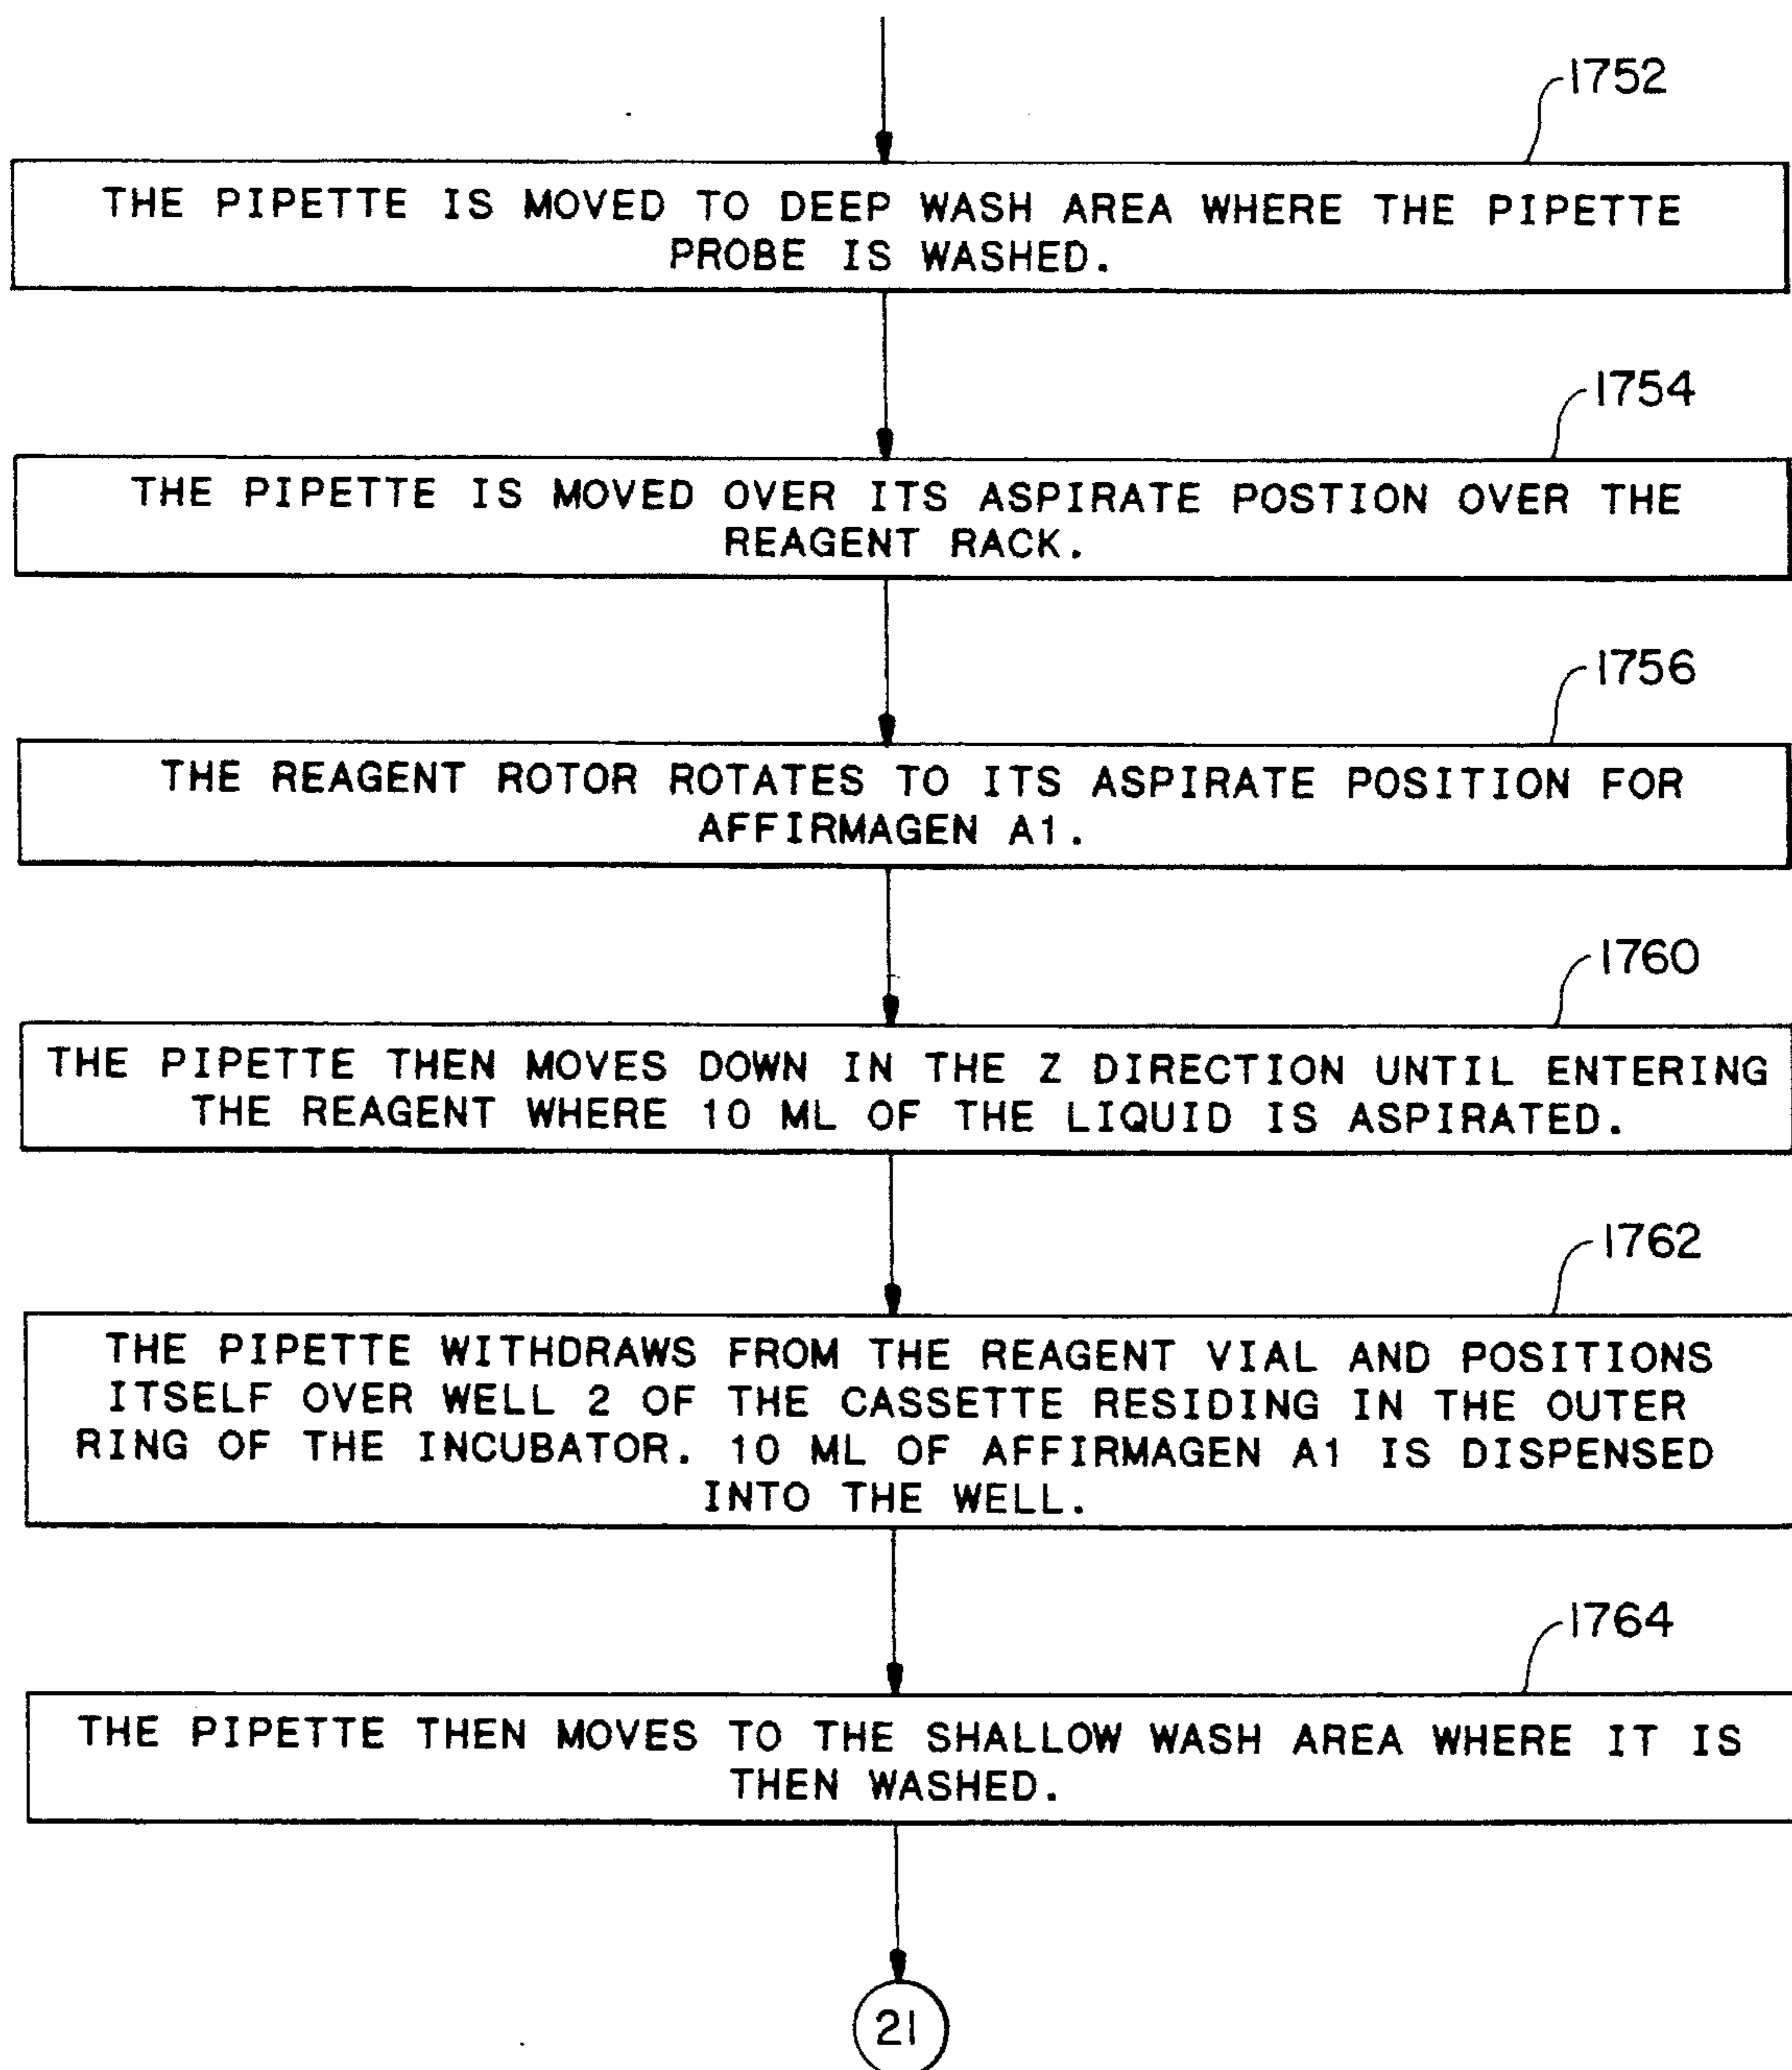 1752
THE PIPETTE IS MOVED TO DEEP WASH AREA WHERE THE PIPETTE
PROBE IS WASHED.
1754
THE PIPETTE IS MOVED OVER ITS ASPIRATE POSTION OVER THE
REAGENT RACK.
1756
THE REAGENT ROTOR ROTATES TO ITS ASPIRATE POSITION FOR
AFFIRMAGEN A1.
1760
THE PIPETTE THEN MOVES DOWN IN THE Z DIRECTION UNTIL ENTERING
THE REAGENT WHERE 10 ML OF THE LIQUID IS ASPIRATED.
1762
THE PIPETTE WITHDRAWS FROM THE REAGENT VIAL AND POSITIONS
ITSELF OVER WELL 2 OF THE CASSETTE RESIDING IN THE OUTER
RING OF THE INCUBATOR. 10 ML OF AFFIRMAGEN A1 IS DISPENSED
INTO THE WELL.
1764
THE PIPETTE THEN MOVES TO THE SHALLOW WASH AREA WHERE IT IS
THEN WASHED.
21